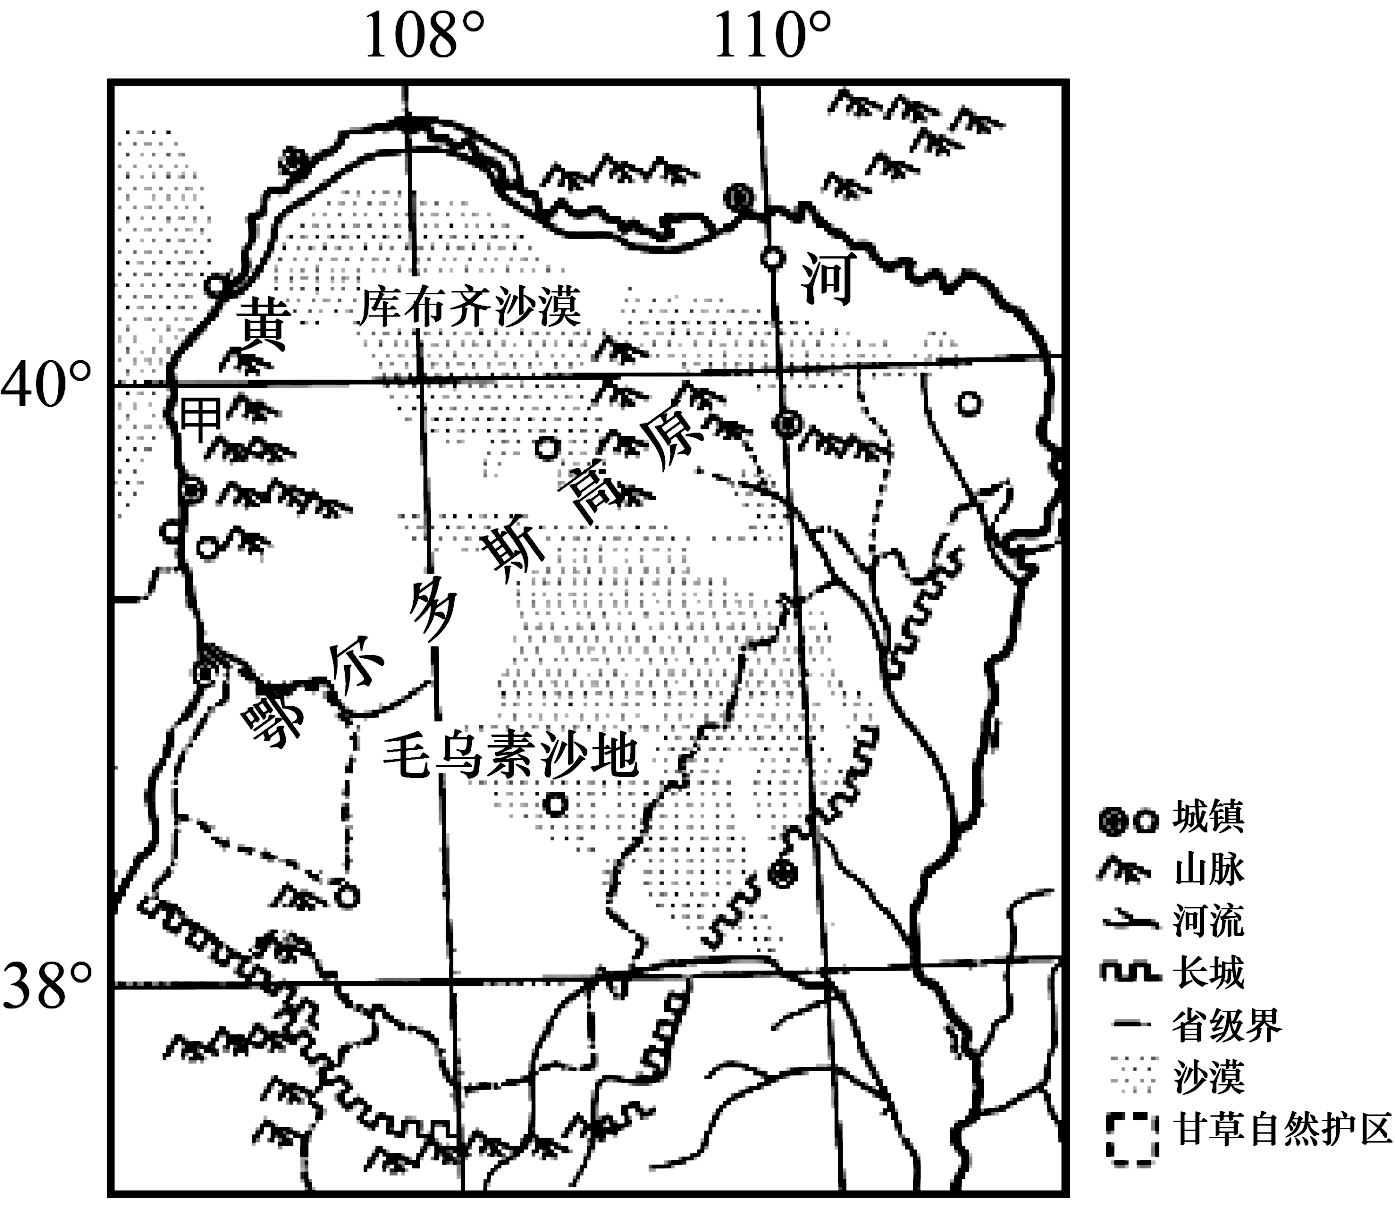 108° 110°
黄
河
库布齐沙漠
40°
甲
鄂尔多斯高原
毛乌素沙地
38°
城镇
山脉
河流
长城
省级界
沙漠
甘草自然护区